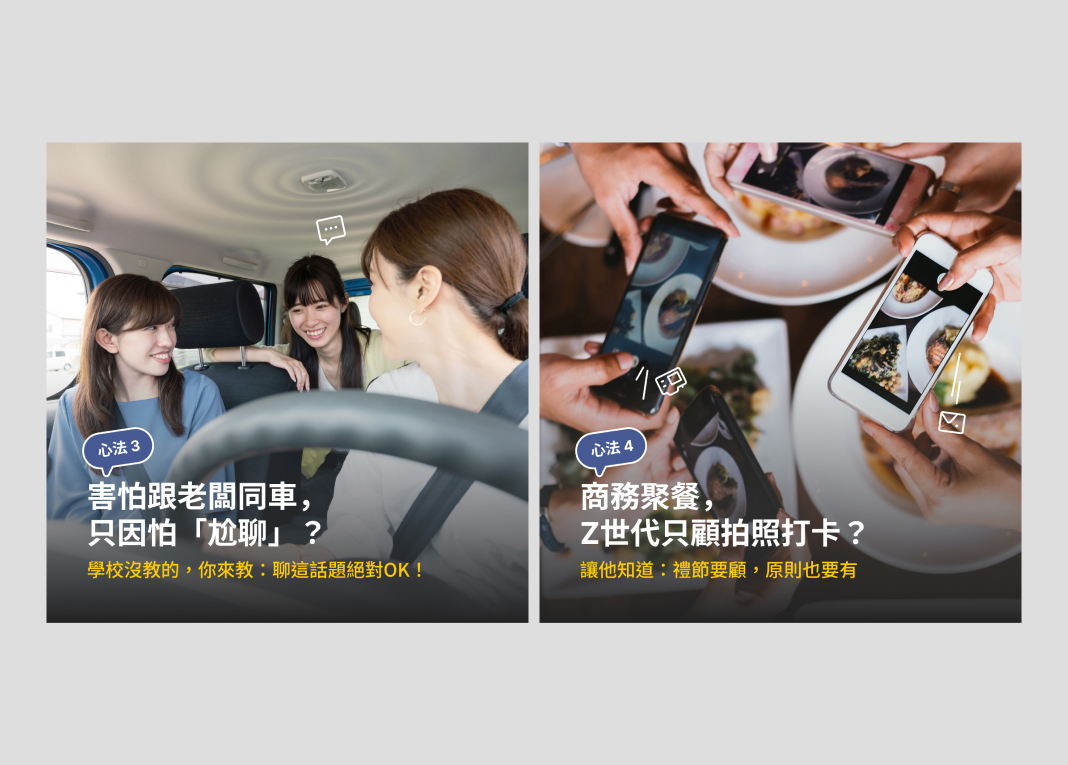 心法 3
害怕跟老闆同車，
只因怕「尬聊」？
學校沒教的，你來教：聊這話題絕對OK！
心法 4
商務聚餐，
Z世代只顧拍照打卡？
讓他知道：禮節要顧，原則也要有